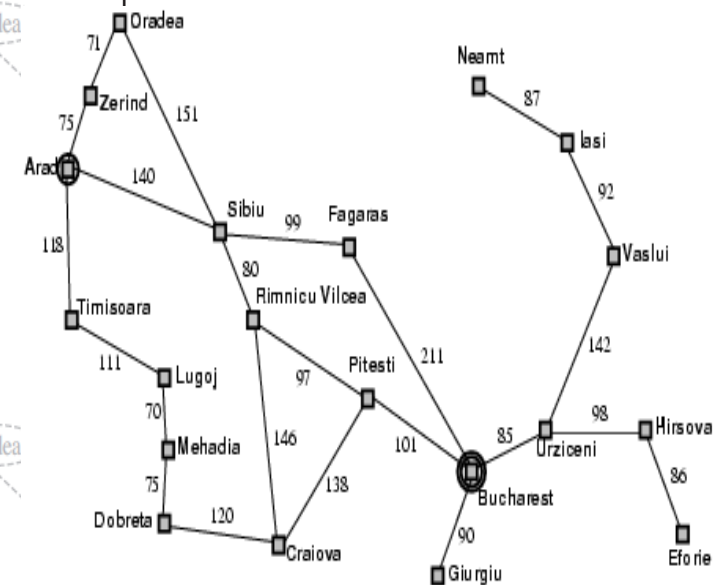 Oradea
71
Neamt
87
Zerind
151
75
Iasi
Arad
140
92
Sibiu
99
Fagaras
118
Vaslui
80
Rimnicu Vilcea
Timisoara
142
211
111
Pitesti
Lugoj
97
70
98
Hirsova
85
Mehadia
146
101
Urziceni
138
86
75
Bucharest
Dobreta
120
90
Craiova
Eforie
Giurgiu